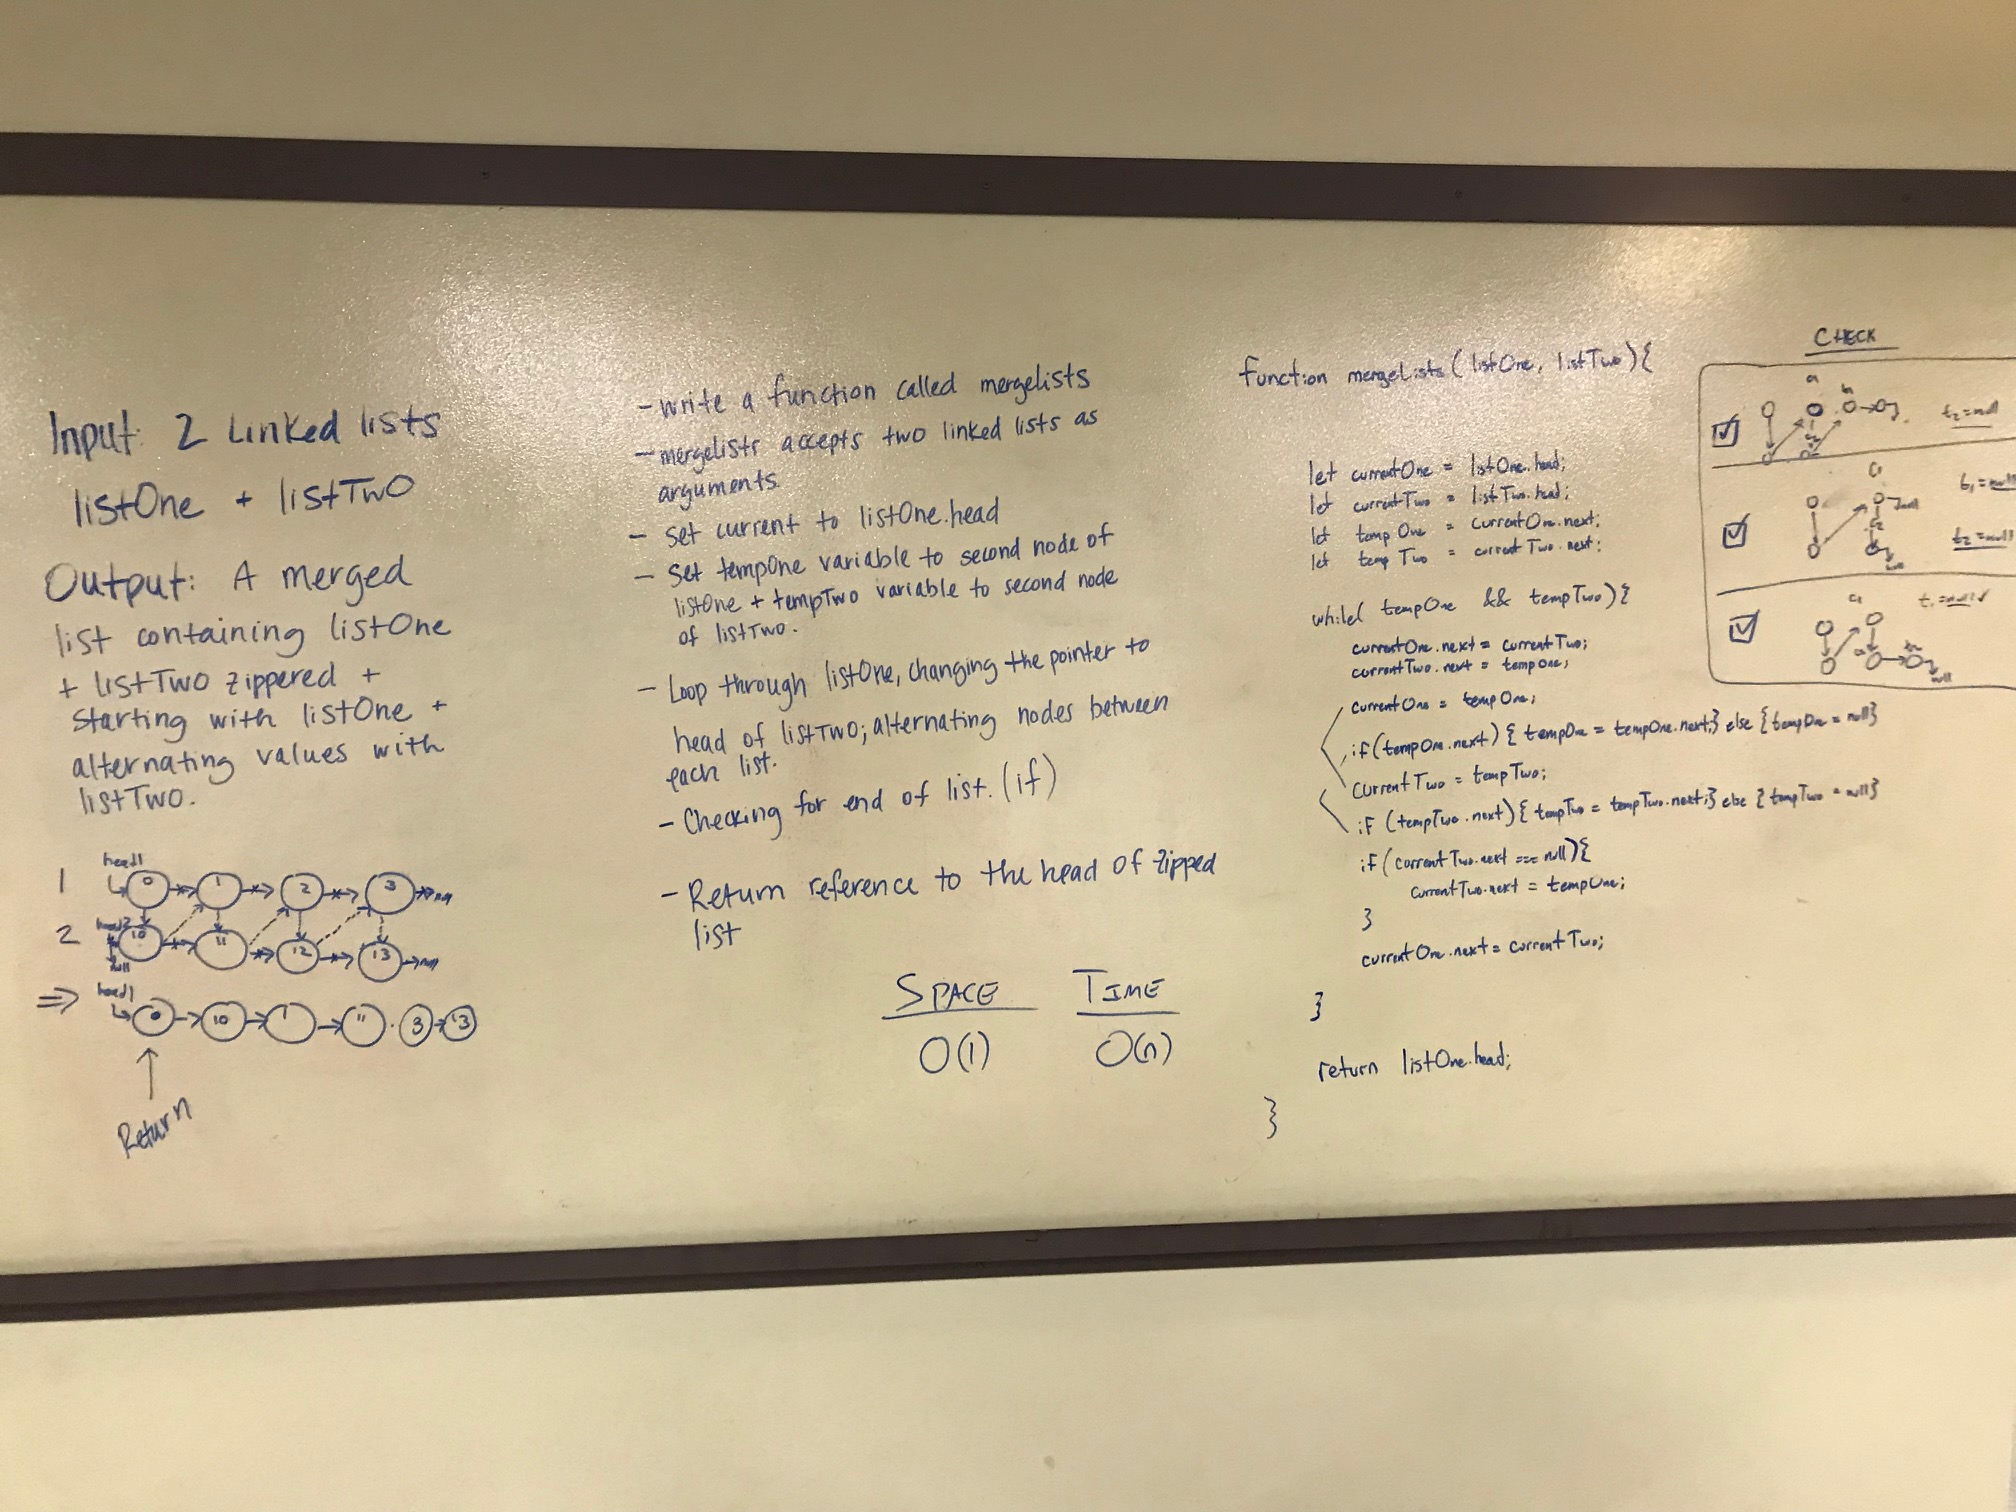 Input: 2 Linked lists
listOne + listTwo
Output: A merged
list containing listOne
+ listTwo zippered +
starting with listOne +
alternating values with
listTwo.
head1
1 0 1 2 3
head2
2 10 11 12 13
null
⇒ head1
0 → 10 → 1 → 11 · 3 → 13
Return
- Write a function called mergelists
- mergelists accepts two linked lists as
arguments.
- Set current to listOne.head
- Set tempOne variable to second node of
listOne + tempTwo variable to second node
of listTwo.
- Loop through listOne, changing the pointer to
head of listTwo; alternating nodes between
each list.
- Checking for end of list. (if)
- Return reference to the head of zipped
list
SPACE TIME
O(1) O(n)
function mergeLists (listOne, listTwo){
let currentOne = listOne.head;
let currentTwo = listTwo.head;
let tempOne = currentOne.next;
let tempTwo = currentTwo.next;
while( tempOne && tempTwo){
currentOne.next = currentTwo;
currentTwo.next = tempOne;
currentOne = tempOne;
if(tempOne.next) { tempOne = tempOne.next;} else {tempOne = null}
currentTwo = tempTwo;
if (tempTwo.next) { tempTwo = tempTwo.next;} else {tempTwo = null}
if (currentTwo.next === null){
currentTwo.next = tempOne;
}
currentOne.next = currentTwo;
}
return listOne.head;
}
CHECK
t2=null
t1=null
t2=null
t1=null
null